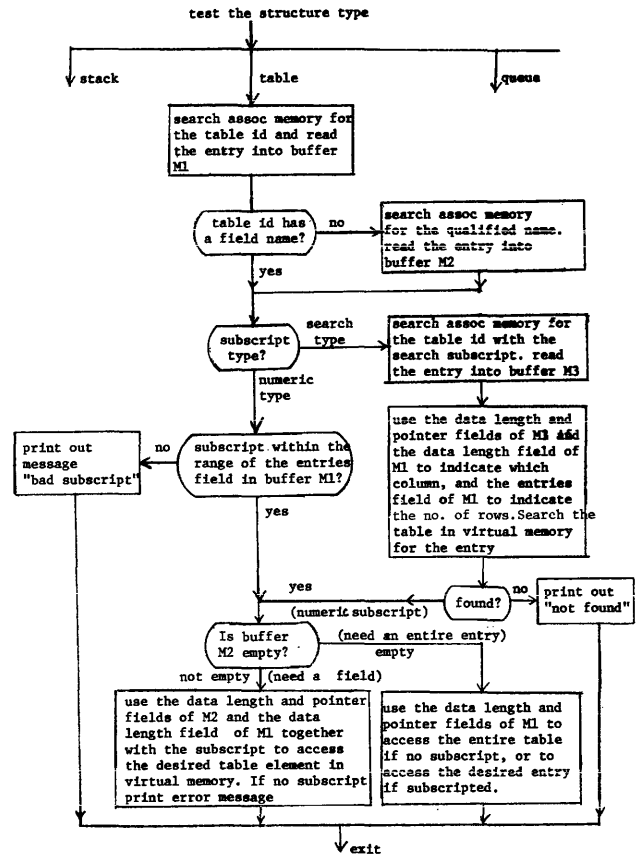 test the structure type
stack
table
queue
search assoc memory for
the table id and read
the entry into buffer
M1
table id has
a field name?
no
search assoc memory
for the qualified name.
read the entry into
buffer M2
yes
subscript
type?
search
type
search assoc memory for
the table id with the
search subscript. read
the entry into buffer M3
numeric
type
print out
message
"bad subscript"
no
subscript within the
range of the entries
field in buffer M1?
use the data length and
pointer fields of M3 and
the data length field of
M1 to indicate which
column, and the entries
field of M1 to indicate
the no. of rows.Search the
table in virtual memory
for the entry
yes
yes
(numeric subscript)
found?
no
print out
"not found"
Is buffer
M2 empty?
(need an entire entry)
empty
not empty (need a field)
use the data length and pointer
fields of M2 and the data
length field of M1 together
with the subscript to access
the desired table element in
virtual memory. If no subscript
print error message
use the data length and
pointer fields of M1 to
access the entire table
if no subscript, or to
access the desired entry
if subscripted.
exit